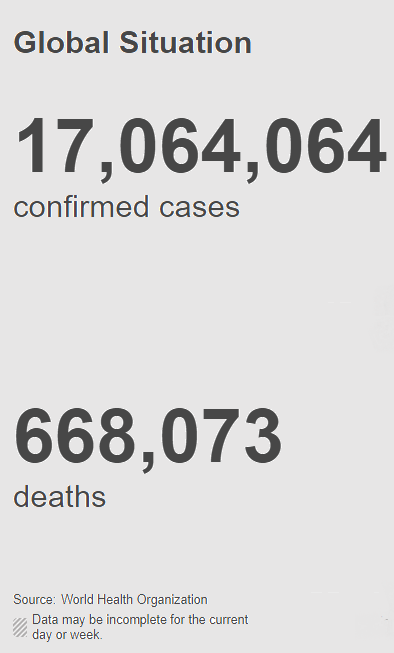 Global Situation
17,064,064
confirmed cases
668,073
deaths
Source: World Health Organization
Data may be incomplete for the current
day or week.